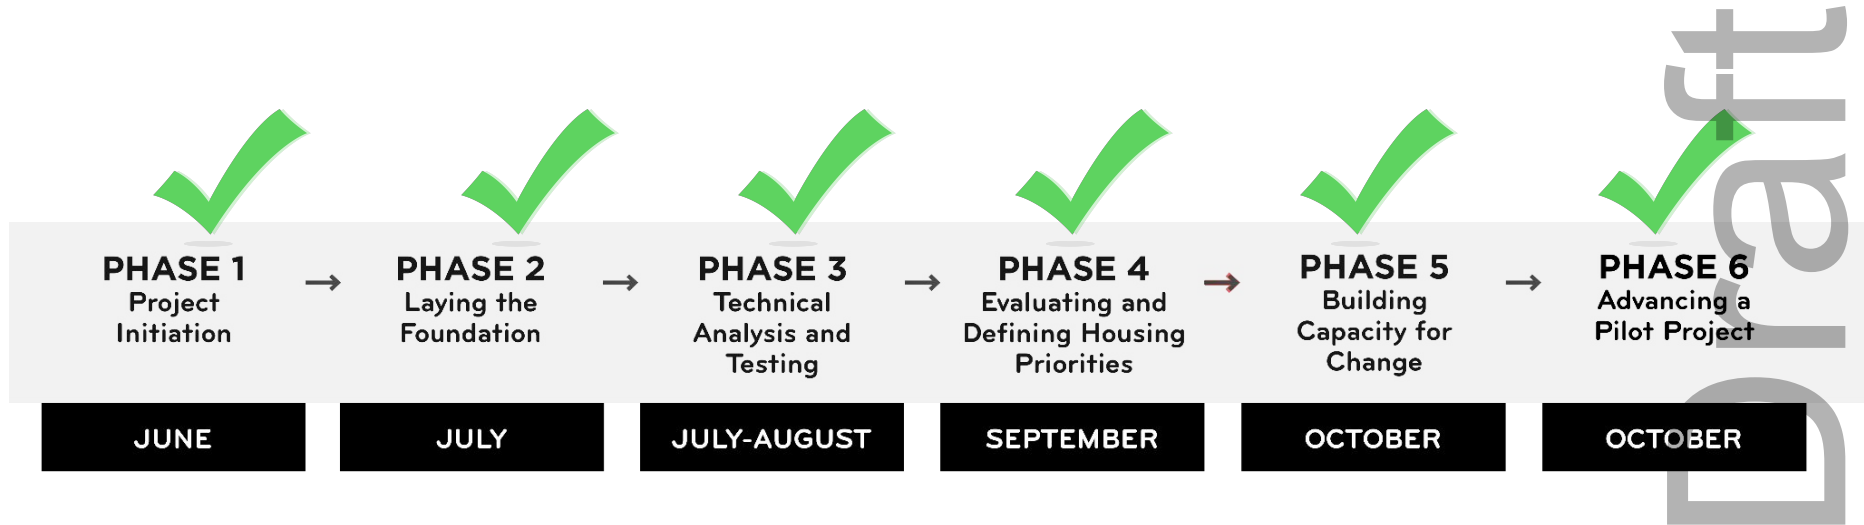 PHASE 1
Project
Initiation
JUNE
PHASE 2
Laying the
Foundation
JULY
PHASE 3
Technical
Analysis and
Testing
JULY-AUGUST
PHASE 4
Evaluating and
Defining Housing
Priorities
SEPTEMBER
PHASE 5
Building
Capacity for
Change
OCTOBER
PHASE 6
Advancing a
Pilot Project
OCTOBER
Draft